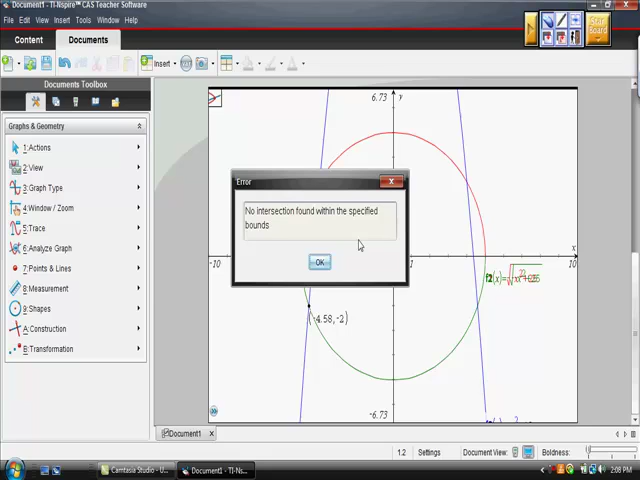 Document1 - TI-Nspire™ CAS Teacher Software
File Edit View Insert Tools Window Help
Content Documents
Insert
Star
Board
Documents Toolbox
Graphs & Geometry
1:Actions
2:View
3:Graph Type
4:Window / Zoom
5:Trace
6:Analyze Graph
7:Points & Lines
8:Measurement
9:Shapes
A:Construction
B:Transformation
6.73 y
Error
No intersection found within the specified
bounds
OK
x
-10 1 10
(-4.58,-2)
-6.73
Document1
1.2 Settings Document View: Boldness:
Camtasia Studio - U... Document1 - TI-Ns... 2:08 PM